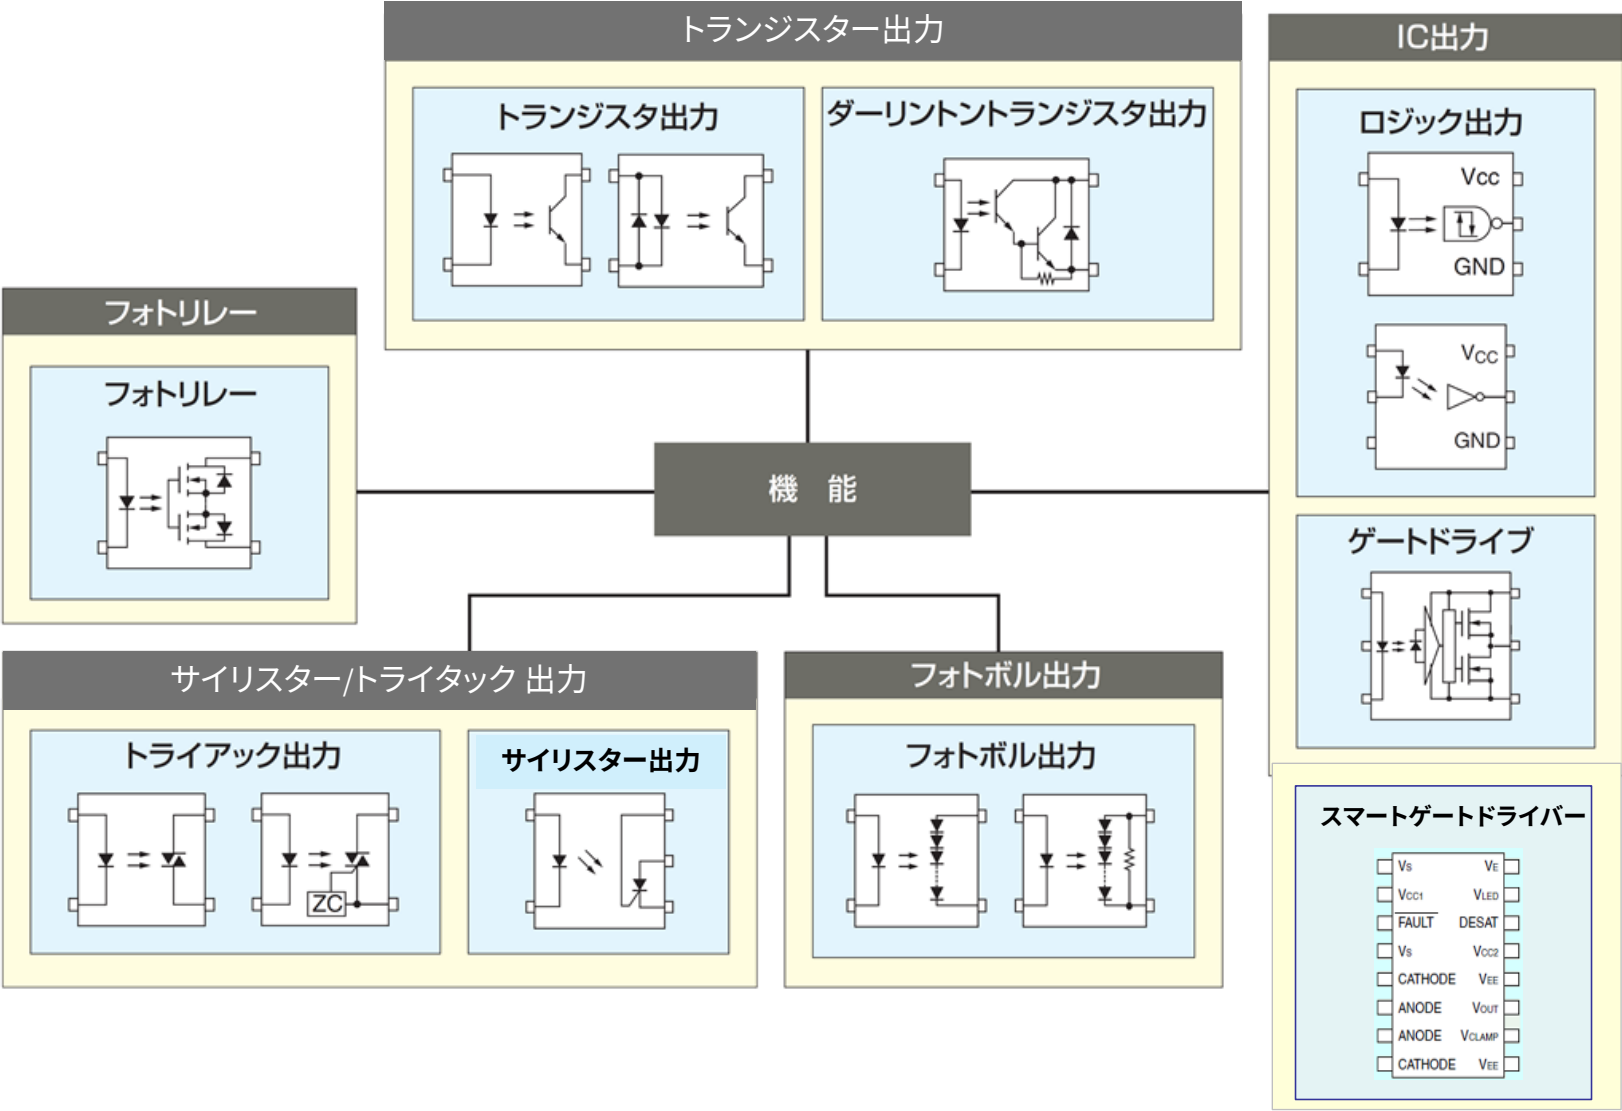 トランジスター出力
トランジスタ出力
ダーリントントランジスタ出力
IC出力
ロジック出力
Vcc
GND
VCC
GND
ゲートドライブ
スマートゲートドライバー
VS VE
VCC1 VLED
FAULT DESAT
VS VCC2
CATHODE VEE
ANODE VOUT
ANODE VCLAMP
CATHODE VEE
フォトリレー
フォトリレー
機 能
サイリスター/トライタック 出力
トライアック出力
ZC
サイリスター出力
フォトボル出力
フォトボル出力